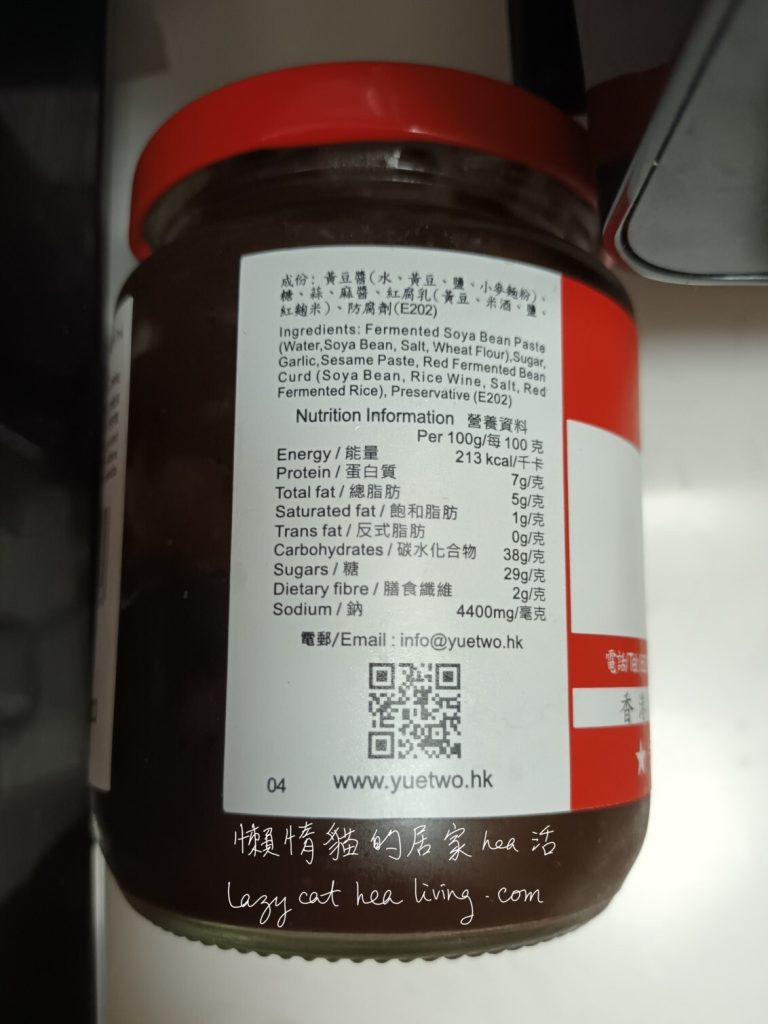 成份：黃豆醬(水、黃豆、鹽、小麥麵粉)、
糖、蒜、麻醬、紅腐乳(黃豆、米酒、鹽、
紅麴米)、防腐劑(E202)
Ingredients: Fermented Soya Bean Paste
(Water,Soya Bean, Salt, Wheat Flour),Sugar,
Garlic,Sesame Paste, Red Fermented Bean
Curd (Soya Bean, Rice Wine, Salt, Red
Fermented Rice), Preservative (E202)
Nutrition Information 營養資料
Per 100g/每 100 克
Energy / 能量 213 kcal/千卡
Protein / 蛋白質 7g/克
Total fat / 總脂肪 5g/克
Saturated fat / 飽和脂肪 1g/克
Trans fat / 反式脂肪 0g/克
Carbohydrates / 碳水化合物 38g/克
Sugars / 糖 29g/克
Dietary fibre / 膳食纖維 2g/克
Sodium / 鈉 4400mg/毫克
電郵/Email : info@yuetwo.hk
04 www.yuetwo.hk
電話/Tel
香港
懶惰貓的居家hea活
lazy cat hea living.com